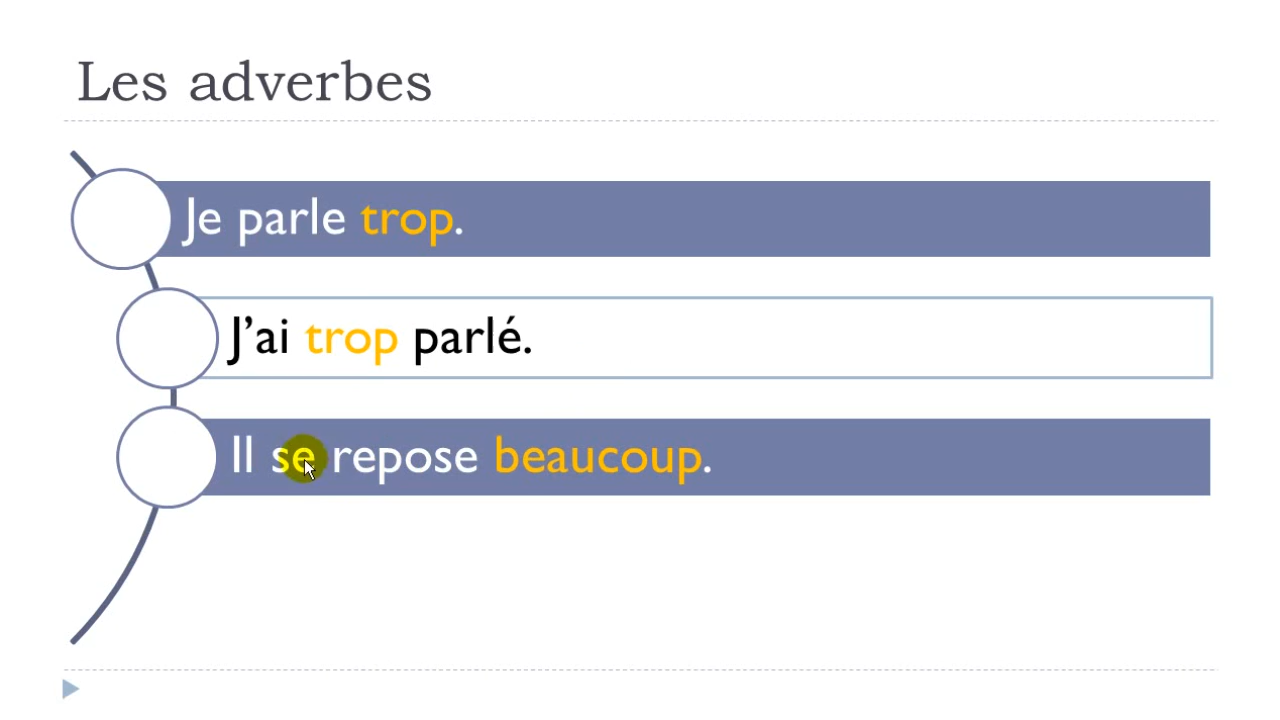 Les adverbes
Je parle trop.
J’ai trop parlé.
Il se repose beaucoup.